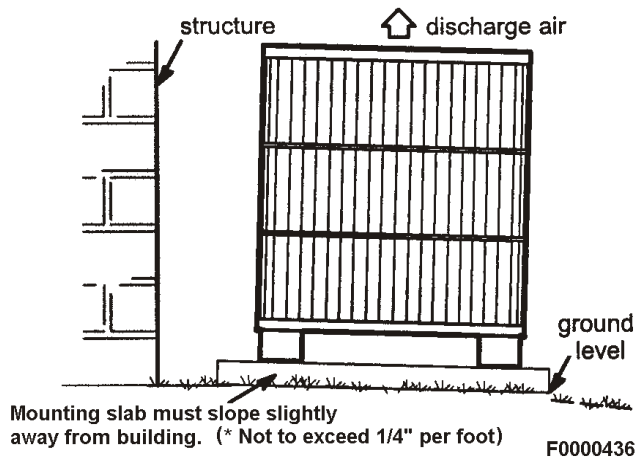 structure
discharge air
ground
level
Mounting slab must slope slightly
away from building. (* Not to exceed 1/4" per foot)
F0000436